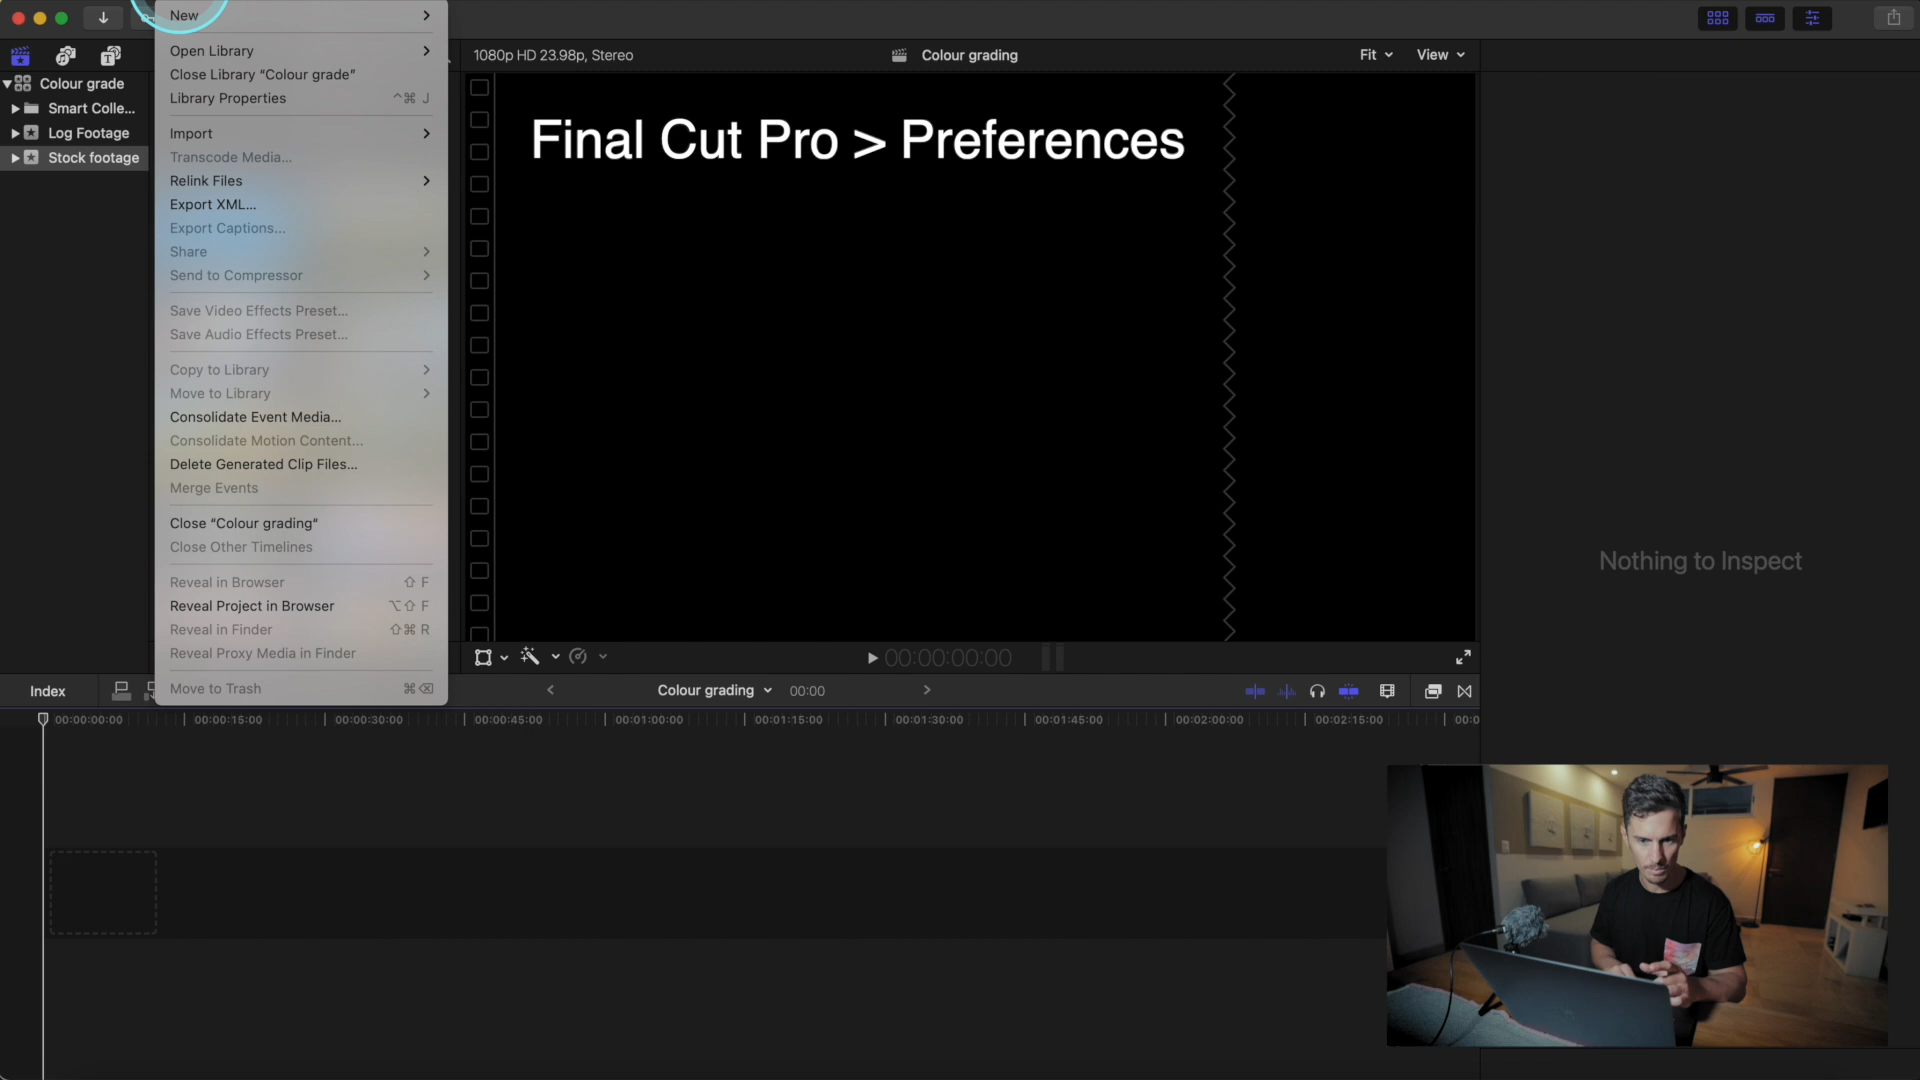 New
Open Library
Close Library “Colour grade”
Library Properties ^⌘ J
Import
Transcode Media...
Relink Files
Export XML...
Export Captions...
Share
Send to Compressor
Save Video Effects Preset...
Save Audio Effects Preset...
Copy to Library
Move to Library
Consolidate Event Media...
Consolidate Motion Content...
Delete Generated Clip Files...
Merge Events
Close “Colour grading”
Close Other Timelines
Reveal in Browser ⇧ F
Reveal Project in Browser ⌥⇧ F
Reveal in Finder ⇧⌘ R
Reveal Proxy Media in Finder
Move to Trash ⌘⌫
Colour grade
Smart Colle...
Log Footage
Stock footage
1080p HD 23.98p, Stereo
Colour grading
Fit
View
Final Cut Pro > Preferences
Nothing to Inspect
00:00:00:00
Index
Colour grading 00:00
00:00:00:00 00:00:15:00 00:00:30:00 00:00:45:00 00:01:00:00 00:01:15:00 00:01:30:00 00:01:45:00 00:02:00:00 00:02:15:00 00:0